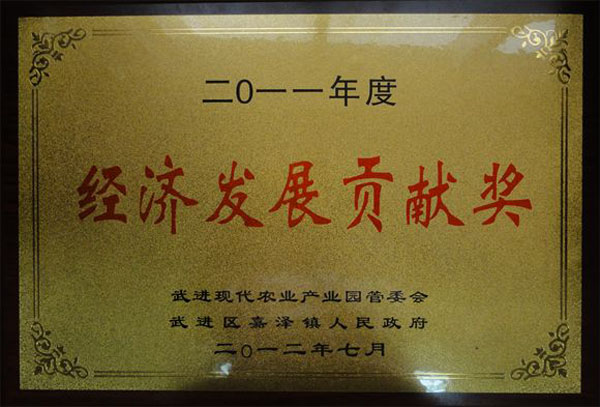 二0一一年度
经济发展贡献奖
武进现代农业产业园管委会
武进区嘉泽镇人民政府
二0一二年七月